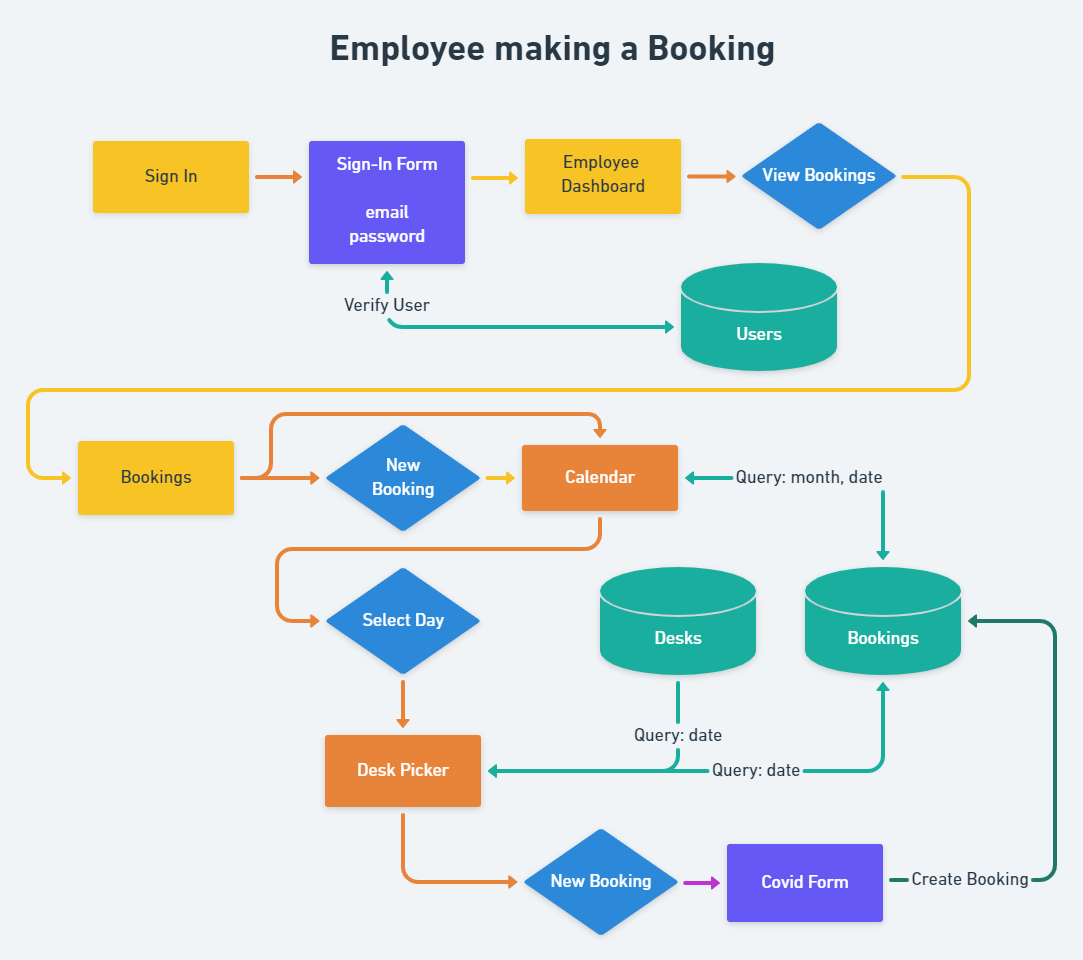 Employee making a Booking
Sign In
Sign-In Form
email
password
Employee
Dashboard
View Bookings
Verify User
Users
Bookings
New
Booking
Calendar
Query: month, date
Select Day
Desks
Bookings
Query: date
Desk Picker
Query: date
New Booking
Covid Form
Create Booking